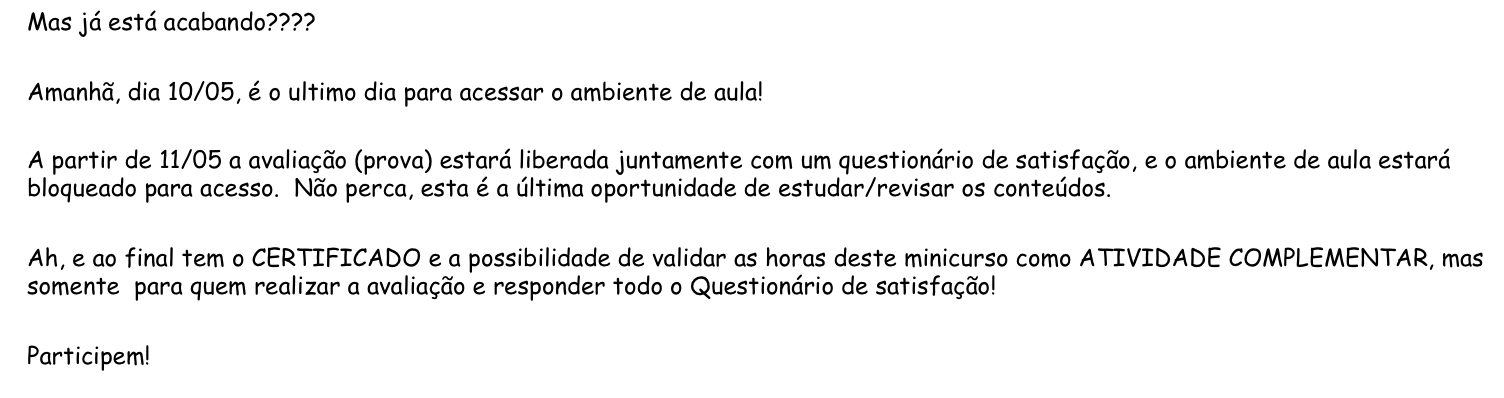 Mas já está acabando????
Amanhã, dia 10/05, é o ultimo dia para acessar o ambiente de aula!
A partir de 11/05 a avaliação (prova) estará liberada juntamente com um questionário de satisfação, e o ambiente de aula estará
bloqueado para acesso.  Não perca, esta é a última oportunidade de estudar/revisar os conteúdos.
Ah, e ao final tem o CERTIFICADO e a possibilidade de validar as horas deste minicurso como ATIVIDADE COMPLEMENTAR, mas
somente  para quem realizar a avaliação e responder todo o Questionário de satisfação!
Participem!